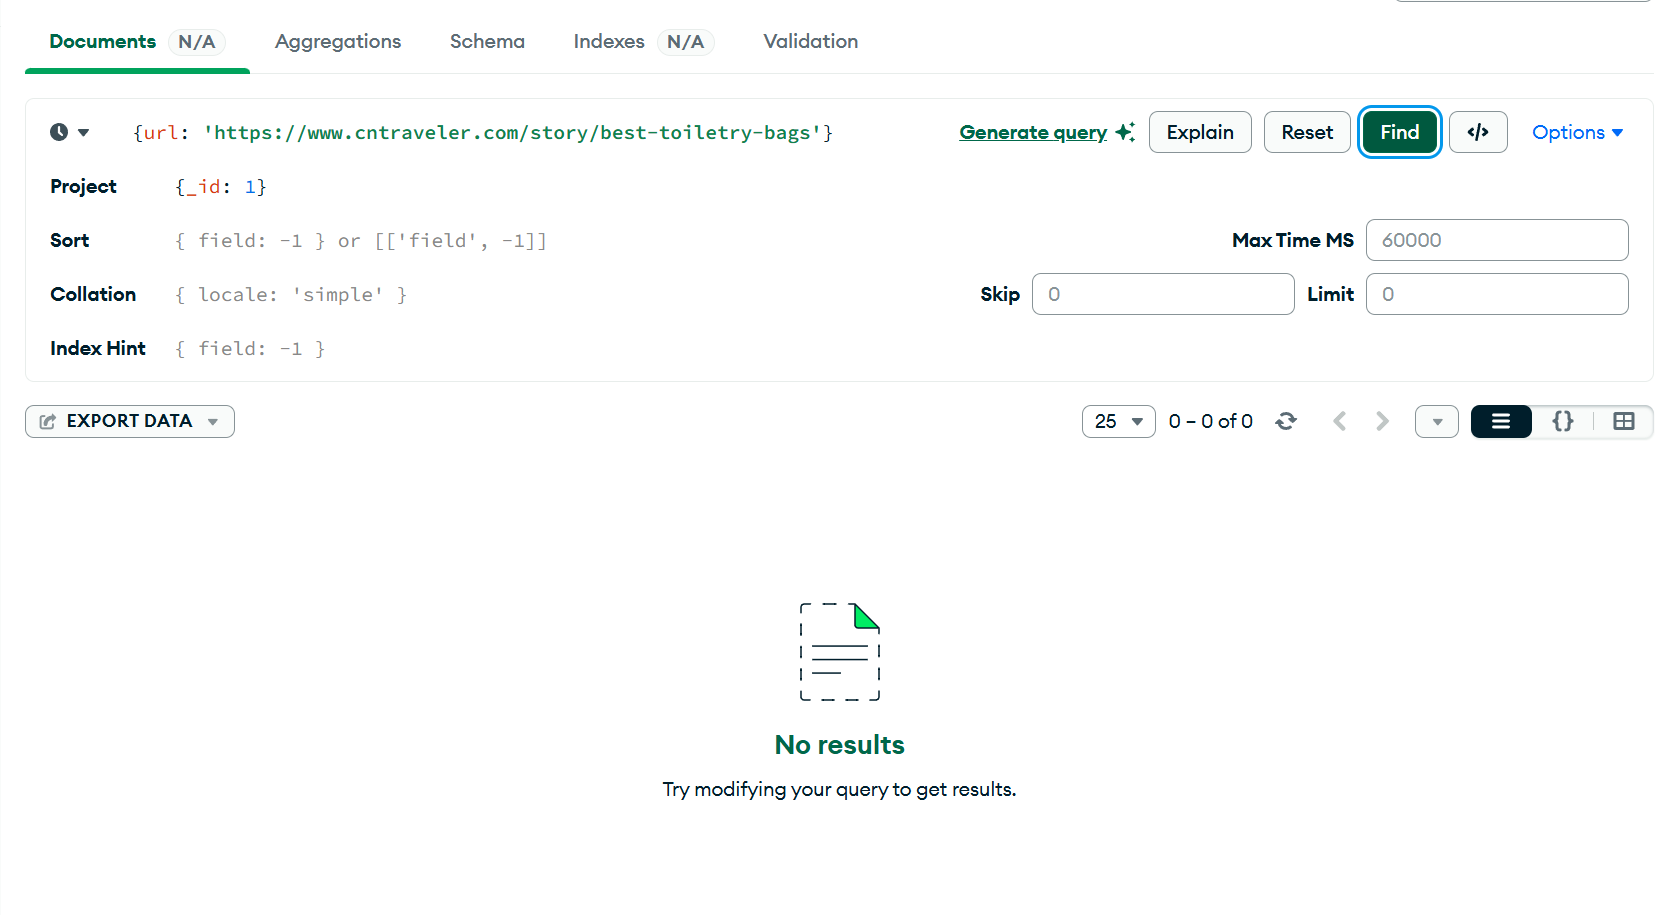 Documents N/A Aggregations Schema Indexes N/A Validation
{url: 'https://www.cntraveler.com/story/best-toiletry-bags'} Generate query Explain Reset Find </> Options
Project {_id: 1}
Sort { field: -1 } or [['field', -1]] Max Time MS 60000
Collation { locale: 'simple' } Skip 0 Limit 0
Index Hint { field: -1 }
EXPORT DATA 25 0 – 0 of 0 {}
No results
Try modifying your query to get results.